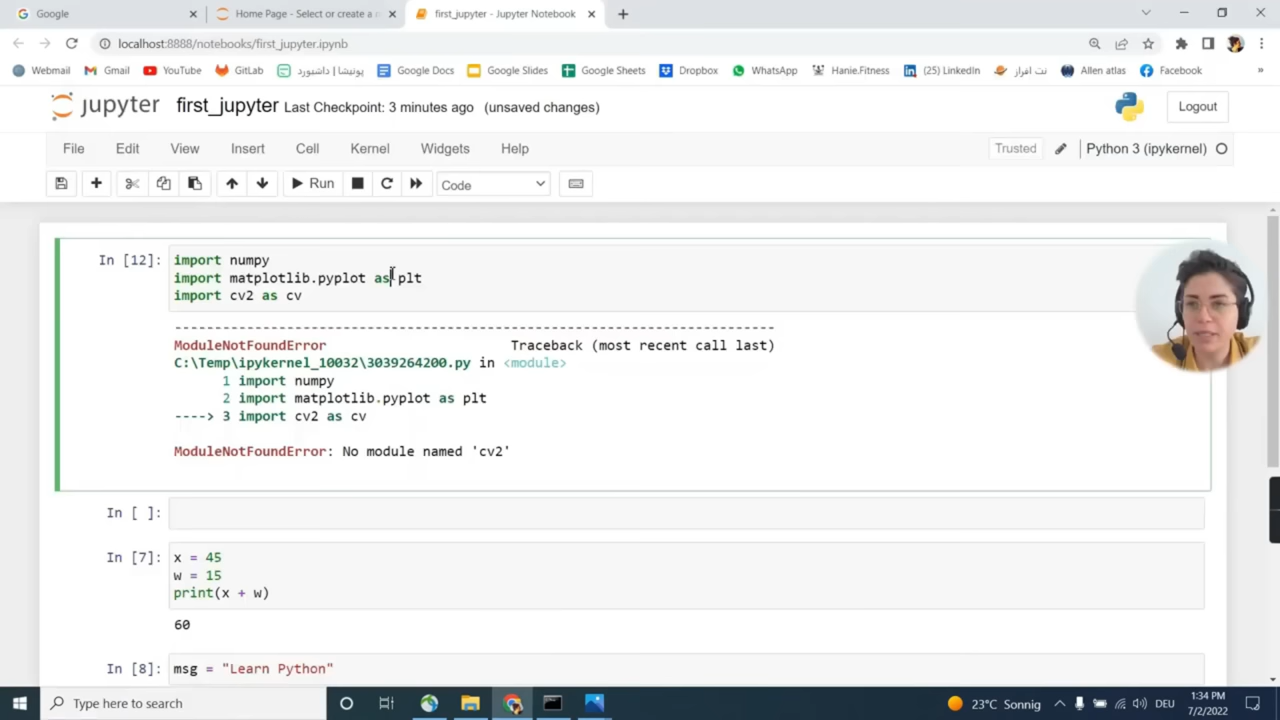 Google
Home Page - Select or create a n
first_jupyter - Jupyter Notebook
localhost:8888/notebooks/first_jupyter.ipynb
Webmail
Gmail
YouTube
GitLab
پونیشا | داشبورد
Google Docs
Google Slides
Google Sheets
Dropbox
WhatsApp
Hanie.Fitness
(25) LinkedIn
نت افراز
Allen atlas
Facebook
»
jupyter first_jupyter Last Checkpoint: 3 minutes ago (unsaved changes)
Logout
File Edit View Insert Cell Kernel Widgets Help
Trusted
Python 3 (ipykernel)
Run
Code
In [12]:
import numpy
import matplotlib.pyplot as plt
import cv2 as cv
---------------------------------------------------------------------------
ModuleNotFoundError Traceback (most recent call last)
C:\Temp\ipykernel_10032\3039264200.py in <module>
1 import numpy
2 import matplotlib.pyplot as plt
----> 3 import cv2 as cv
ModuleNotFoundError: No module named 'cv2'
In [ ]:
In [7]:
x = 45
w = 15
print(x + w)
60
In [8]:
msg = "Learn Python"
Type here to search
23°C Sonnig
DEU
1:34 PM
7/2/2022